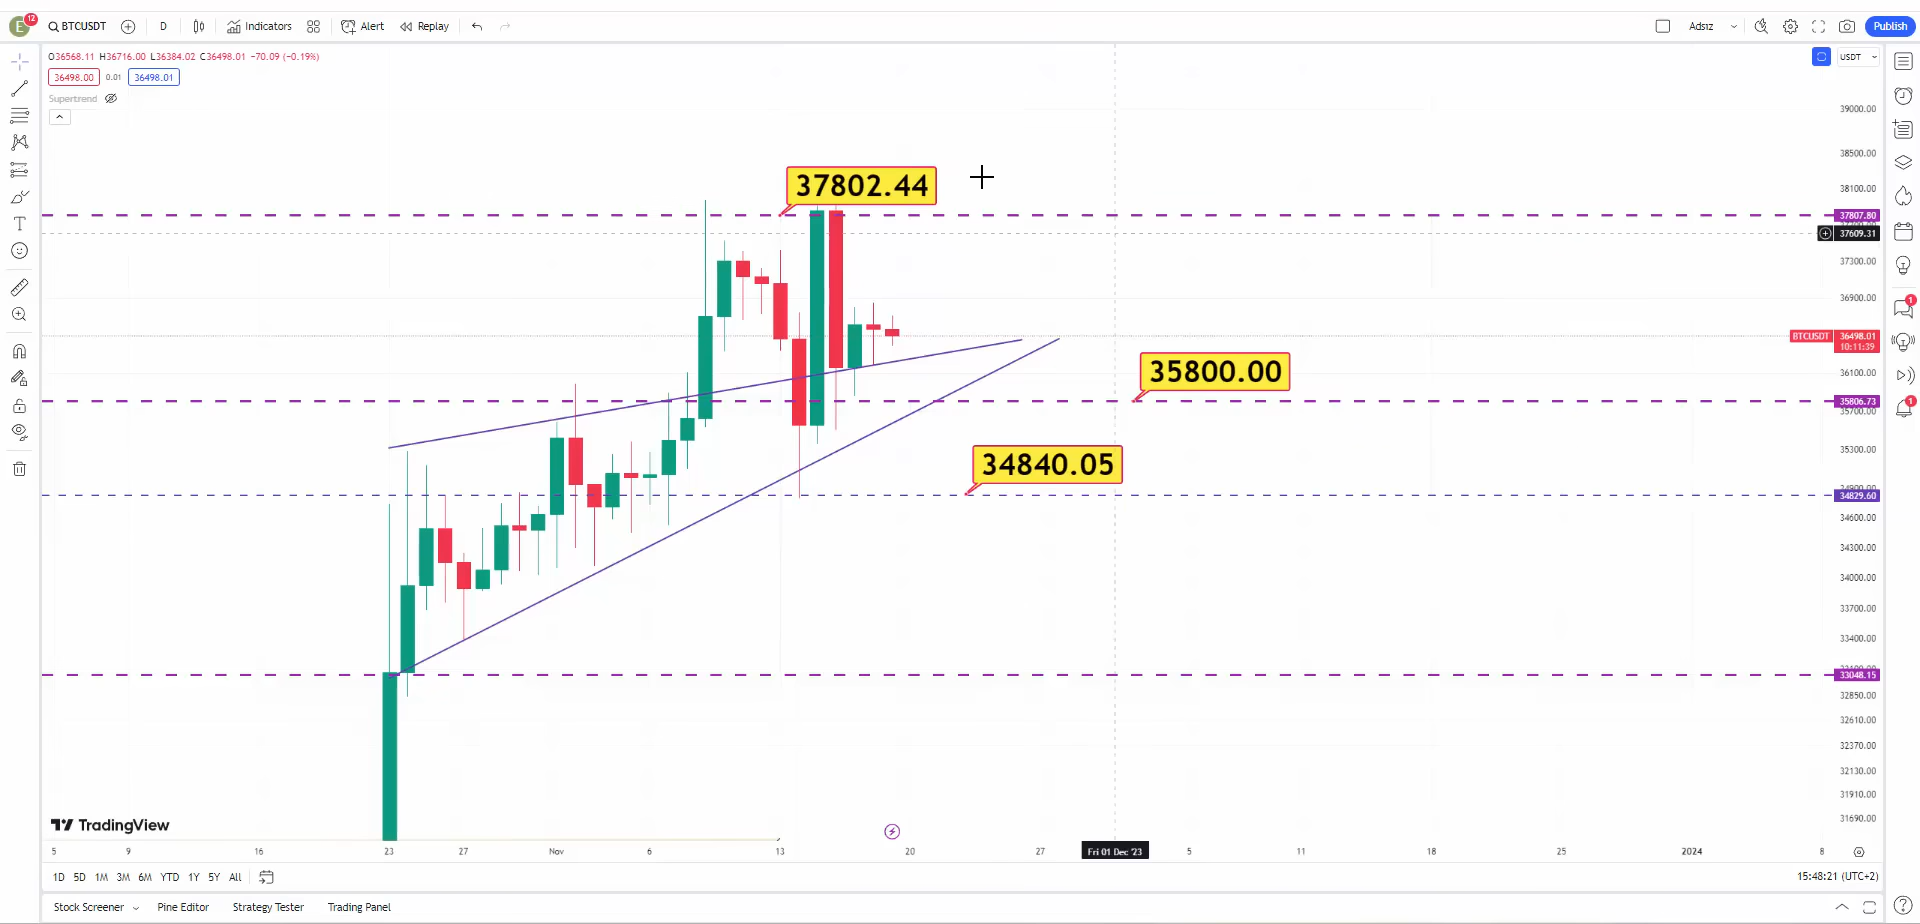 E 12 BTCUSDT D Indicators Alert Replay Adsız Publish
O36568.11 H36716.00 L36384.02 C36498.01 −70.09 (−0.19%)
USDT
36498.00 0.01 36498.01
Supertrend
39000.00
38500.00
38100.00
37802.44
37807.80
37609.31
37300.00
36900.00
BTCUSDT 36498.01
10:11:39
35800.00
36100.00
35806.73
35700.00
35300.00
34840.05
34829.60
34600.00
34300.00
34000.00
33700.00
33400.00
33048.15
32850.00
32610.00
32370.00
32130.00
31910.00
31690.00
TradingView
5 9 16 23 27 Nov 6 13 20 27 Fri 01 Dec '23 5 11 18 25 2024 8
1D 5D 1M 3M 6M YTD 1Y 5Y All
15:48:21 (UTC+2)
Stock Screener Pine Editor Strategy Tester Trading Panel
1
1